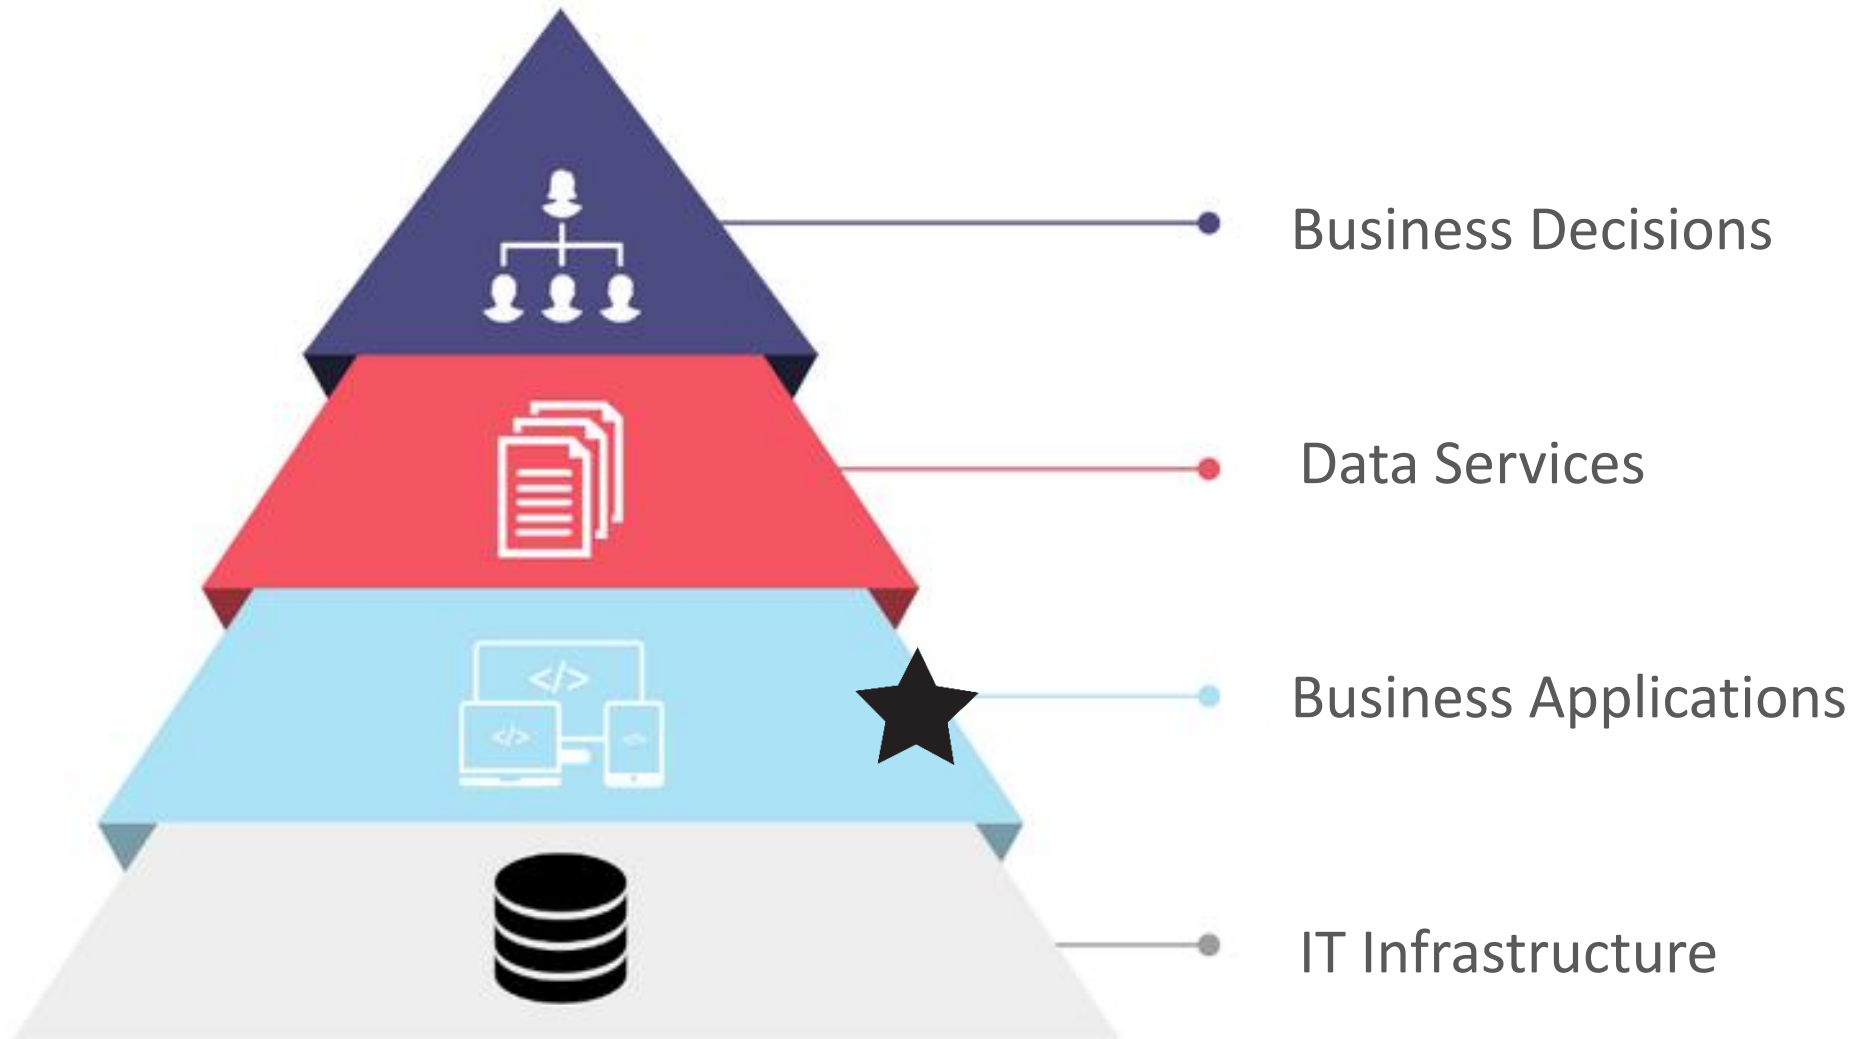 Business Decisions
Data Services
</>
Business Applications
</>
<>
IT Infrastructure